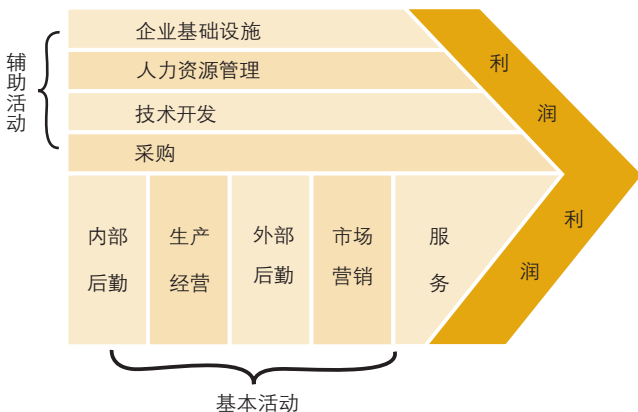 辅助活动
企业基础设施
人力资源管理
技术开发
采购
利润
内部
后勤
生产
经营
外部
后勤
市场
营销
服
务
利润
基本活动